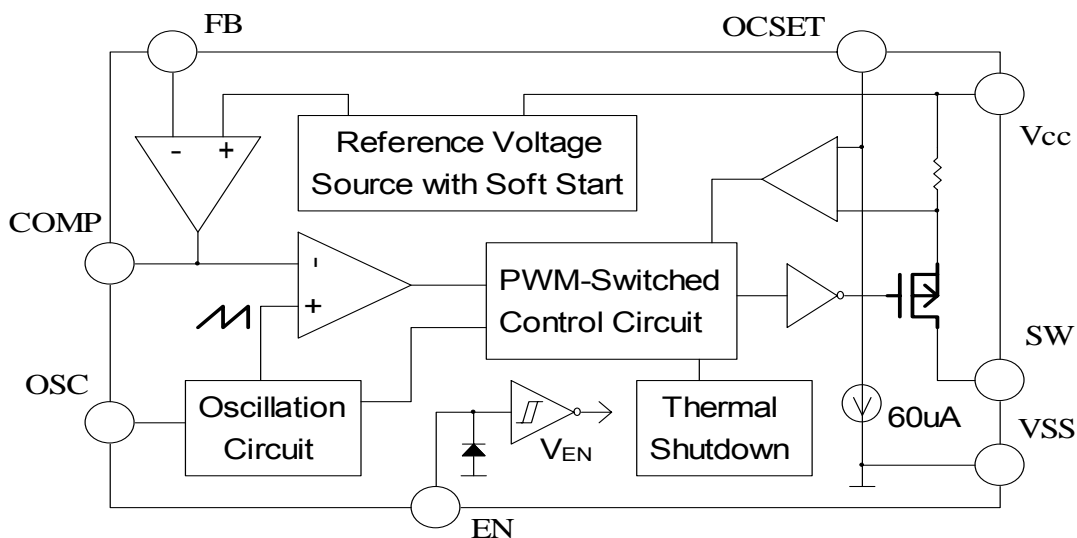 FB
OCSET
Vcc
- +
Reference Voltage
Source with Soft Start
COMP
-
+
PWM-Switched
Control Circuit
SW
OSC
Oscillation
Circuit
VEN
Thermal
Shutdown
60uA
VSS
EN